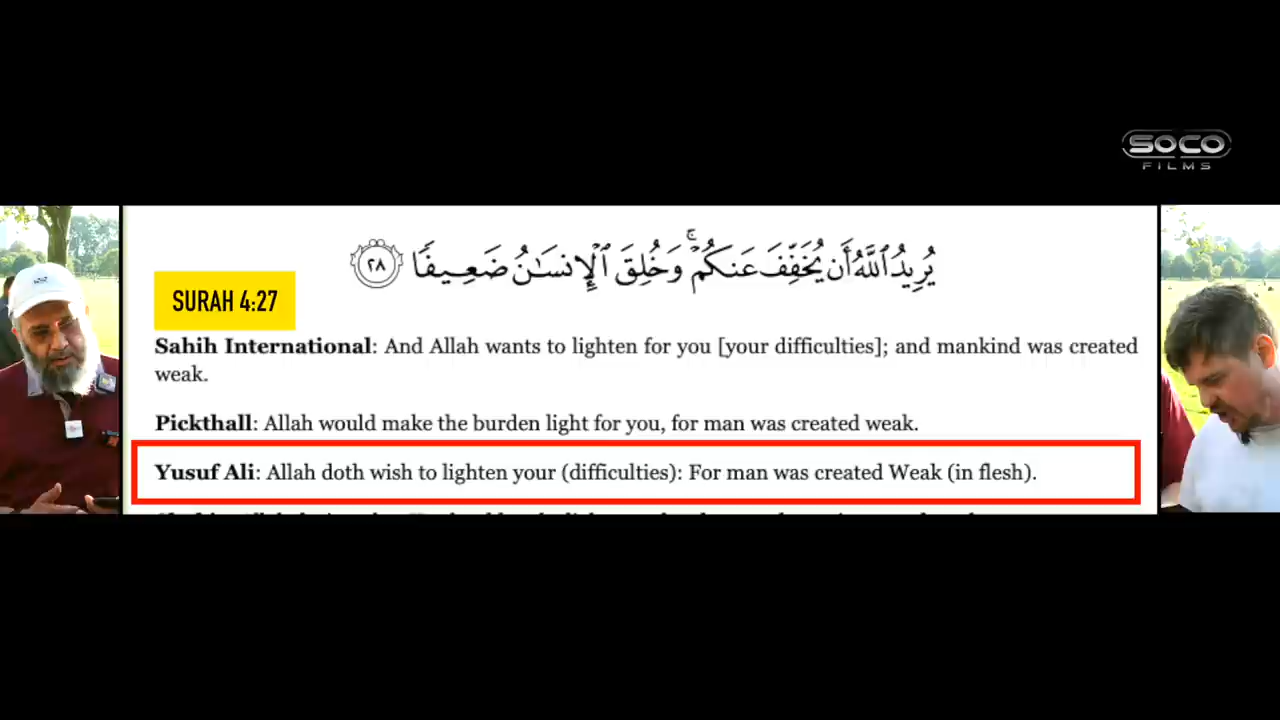 SOCO
FILMS
يُرِيدُ ٱللَّهُ أَن يُخَفِّفَ عَنكُمْ ۚ وَخُلِقَ ٱلْإِنسَـٰنُ ضَعِيفًا ٢٨
SURAH 4:27
Sahih International: And Allah wants to lighten for you [your difficulties]; and mankind was created
weak.
Pickthall: Allah would make the burden light for you, for man was created weak.
Yusuf Ali: Allah doth wish to lighten your (difficulties): For man was created Weak (in flesh).